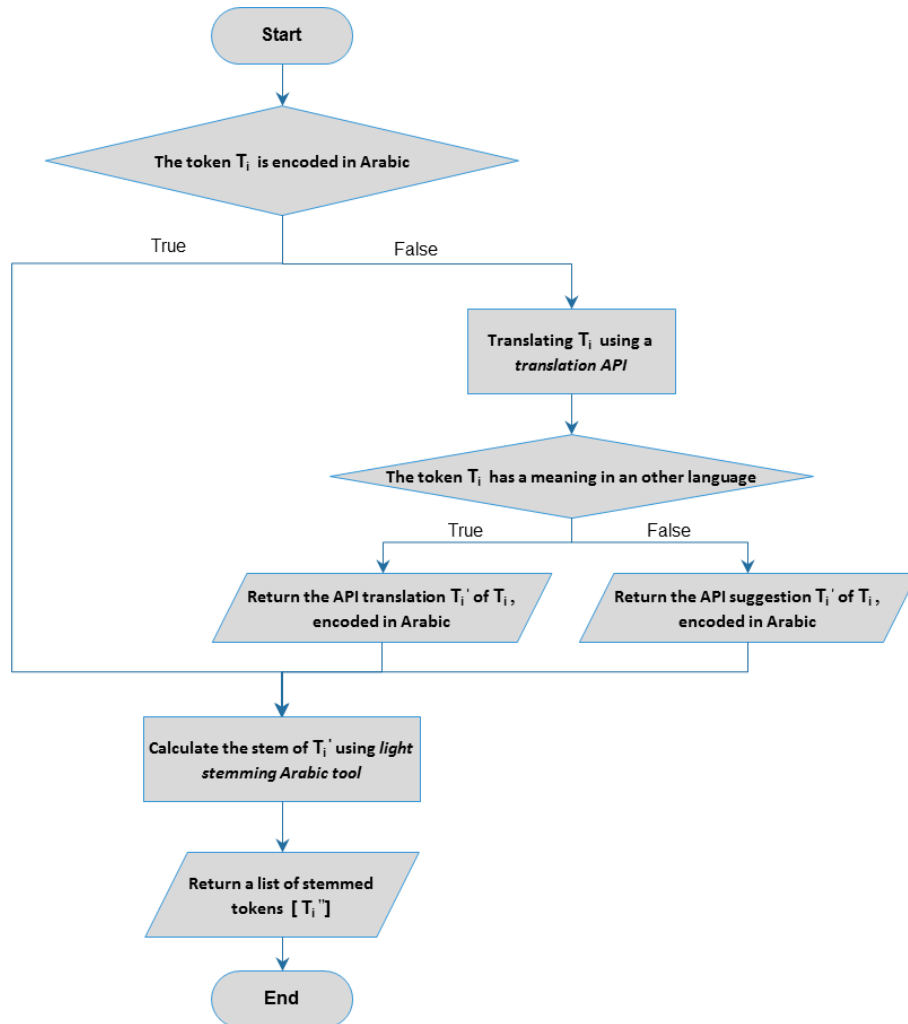 Start
The token Ti is encoded in Arabic
True
False
Translating Ti using a
translation API
The token Ti has a meaning in an other language
True
False
Return the API translation Ti' of Ti ,
encoded in Arabic
Return the API suggestion Ti' of Ti ,
encoded in Arabic
Calculate the stem of Ti' using light
stemming Arabic tool
Return a list of stemmed
tokens [ Ti'']
End